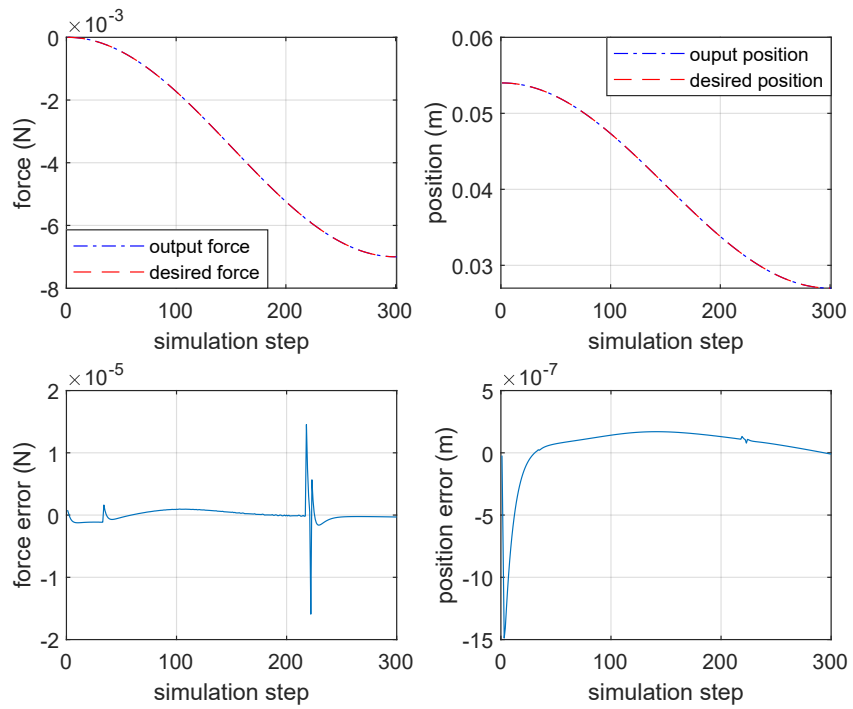 ×10-3
0
-2
-4
-6
-8
0 100 200 300
force (N)
simulation step
output force
desired force
0.06
0.05
0.04
0.03
0 100 200 300
position (m)
simulation step
ouput position
desired position
×10-5
2
1
0
-1
-2
0 100 200 300
force error (N)
simulation step
×10-7
5
0
-5
-10
-15
0 100 200 300
position error (m)
simulation step